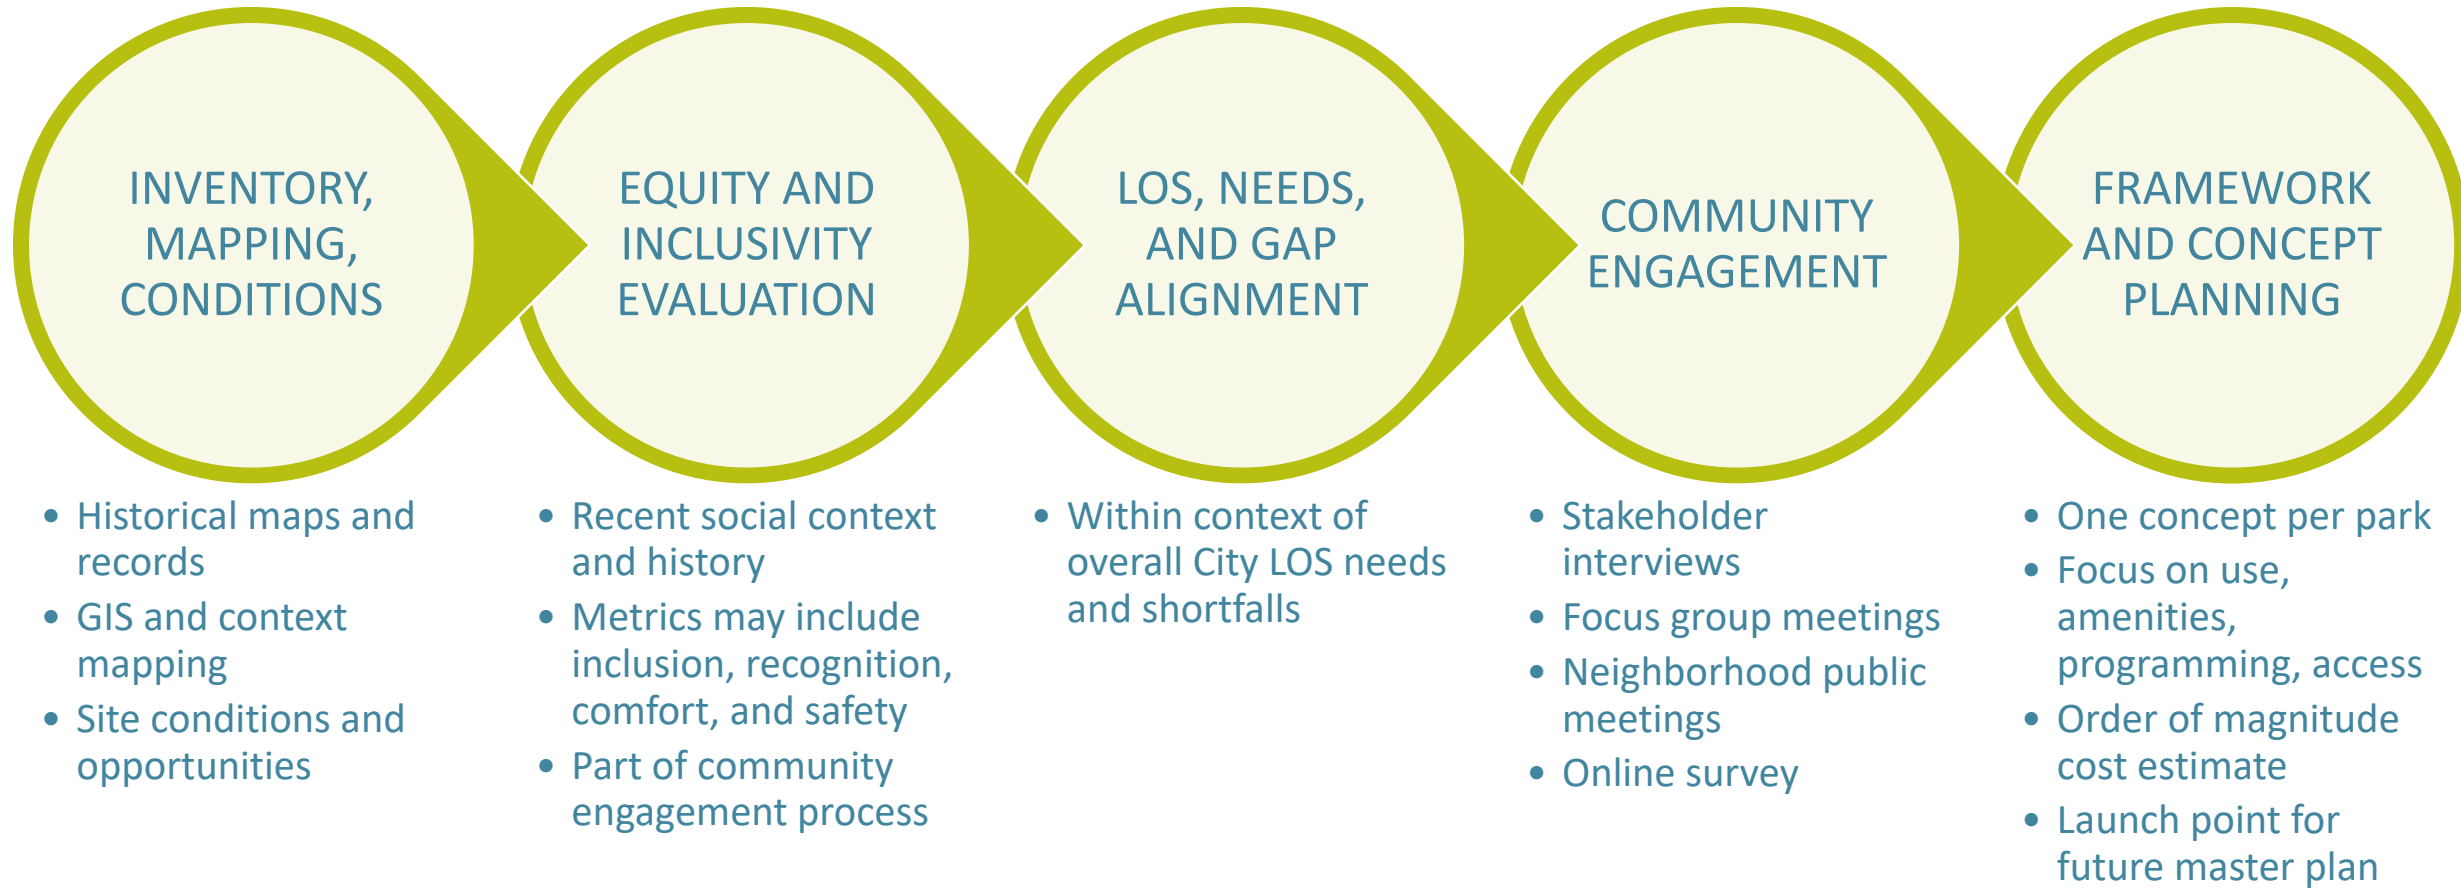 INVENTORY,
MAPPING,
CONDITIONS
• Historical maps and
records
• GIS and context
mapping
• Site conditions and
opportunities
EQUITY AND
INCLUSIVITY
EVALUATION
• Recent social context
and history
• Metrics may include
inclusion, recognition,
comfort, and safety
• Part of community
engagement process
LOS, NEEDS,
AND GAP
ALIGNMENT
• Within context of
overall City LOS needs
and shortfalls
COMMUNITY
ENGAGEMENT
• Stakeholder
interviews
• Focus group meetings
• Neighborhood public
meetings
• Online survey
FRAMEWORK
AND CONCEPT
PLANNING
• One concept per park
• Focus on use,
amenities,
programming, access
• Order of magnitude
cost estimate
• Launch point for
future master plan